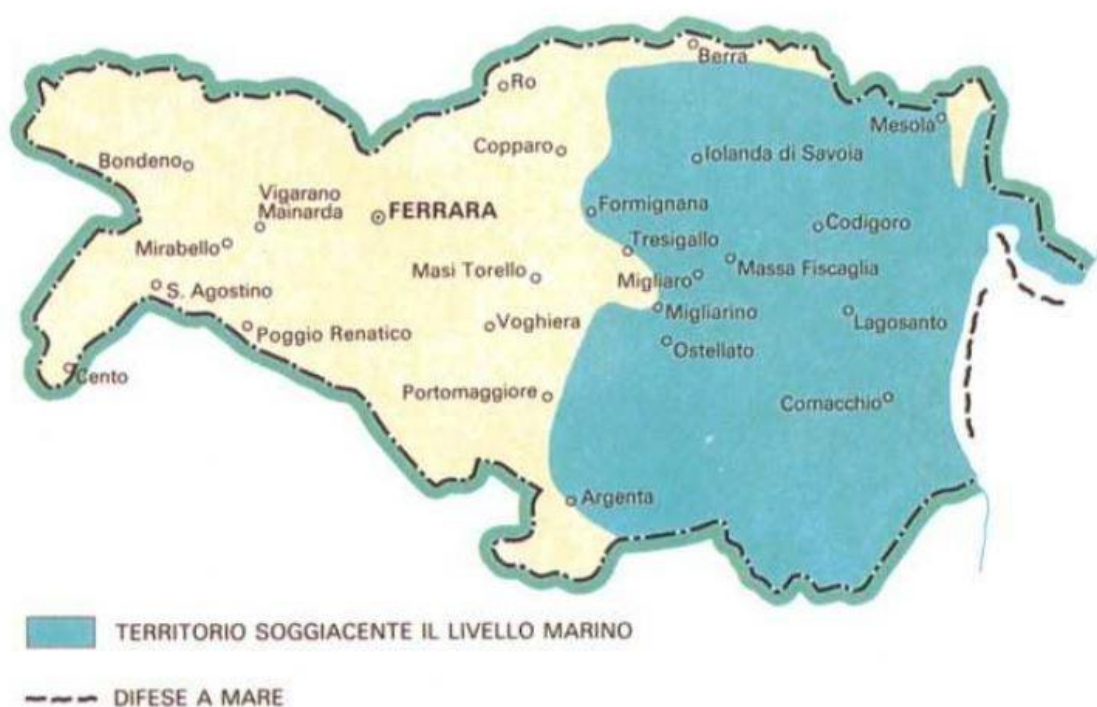 Berra
Ro
Mesola
Copparo
Iolanda di Savoia
Bondeno
Vigarano
Mainarda
FERRARA
Formignana
Codigoro
Mirabello
Tresigallo
Masi Torello
Migliaro
Massa Fiscaglia
S. Agostino
Voghiera
Migliarino
Lagosanto
Poggio Renatico
Ostellato
Cento
Portomaggiore
Comacchio
Argenta
TERRITORIO SOGGIACENTE IL LIVELLO MARINO
DIFESE A MARE